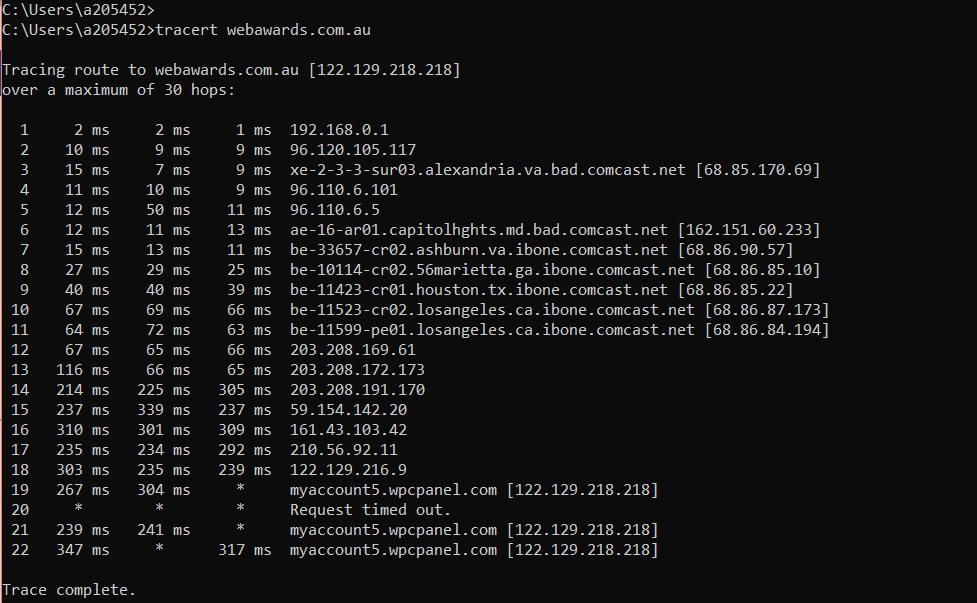 C:\Users\a205452>
C:\Users\a205452>tracert webawards.com.au
Tracing route to webawards.com.au [122.129.218.218]
over a maximum of 30 hops:
1 2 ms 2 ms 1 ms 192.168.0.1
2 10 ms 9 ms 9 ms 96.120.105.117
3 15 ms 7 ms 9 ms xe-2-3-3-sur03.alexandria.va.bad.comcast.net [68.85.170.69]
4 11 ms 10 ms 9 ms 96.110.6.101
5 12 ms 50 ms 11 ms 96.110.6.5
6 12 ms 11 ms 13 ms ae-16-ar01.capitolhghts.md.bad.comcast.net [162.151.60.233]
7 15 ms 13 ms 11 ms be-33657-cr02.ashburn.va.ibone.comcast.net [68.86.90.57]
8 27 ms 29 ms 25 ms be-10114-cr02.56marietta.ga.ibone.comcast.net [68.86.85.10]
9 40 ms 40 ms 39 ms be-11423-cr01.houston.tx.ibone.comcast.net [68.86.85.22]
10 67 ms 69 ms 66 ms be-11523-cr02.losangeles.ca.ibone.comcast.net [68.86.87.173]
11 64 ms 72 ms 63 ms be-11599-pe01.losangeles.ca.ibone.comcast.net [68.86.84.194]
12 67 ms 65 ms 66 ms 203.208.169.61
13 116 ms 66 ms 65 ms 203.208.172.173
14 214 ms 225 ms 305 ms 203.208.191.170
15 237 ms 339 ms 237 ms 59.154.142.20
16 310 ms 301 ms 309 ms 161.43.103.42
17 235 ms 234 ms 292 ms 210.56.92.11
18 303 ms 235 ms 239 ms 122.129.216.9
19 267 ms 304 ms * myaccount5.wpcpanel.com [122.129.218.218]
20 * * * Request timed out.
21 239 ms 241 ms * myaccount5.wpcpanel.com [122.129.218.218]
22 347 ms * 317 ms myaccount5.wpcpanel.com [122.129.218.218]
Trace complete.